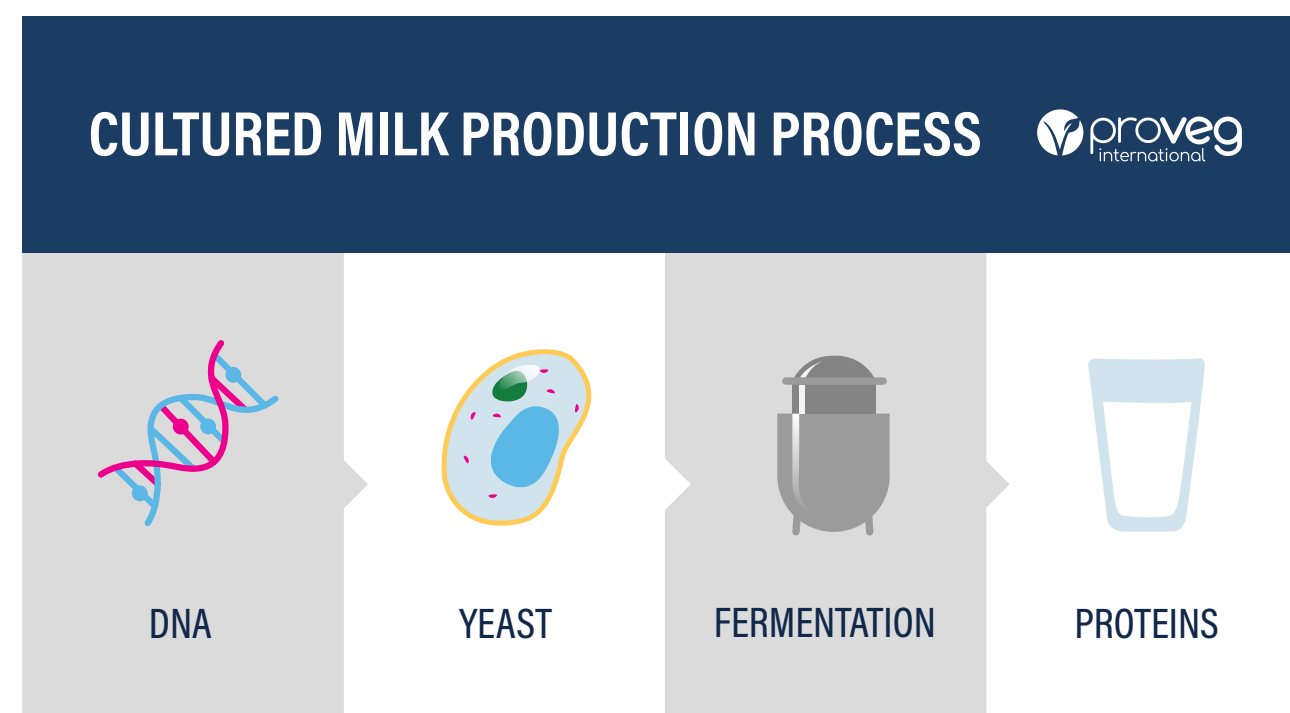 CULTURED MILK PRODUCTION PROCESS
proveg
international
DNA
YEAST
FERMENTATION
PROTEINS